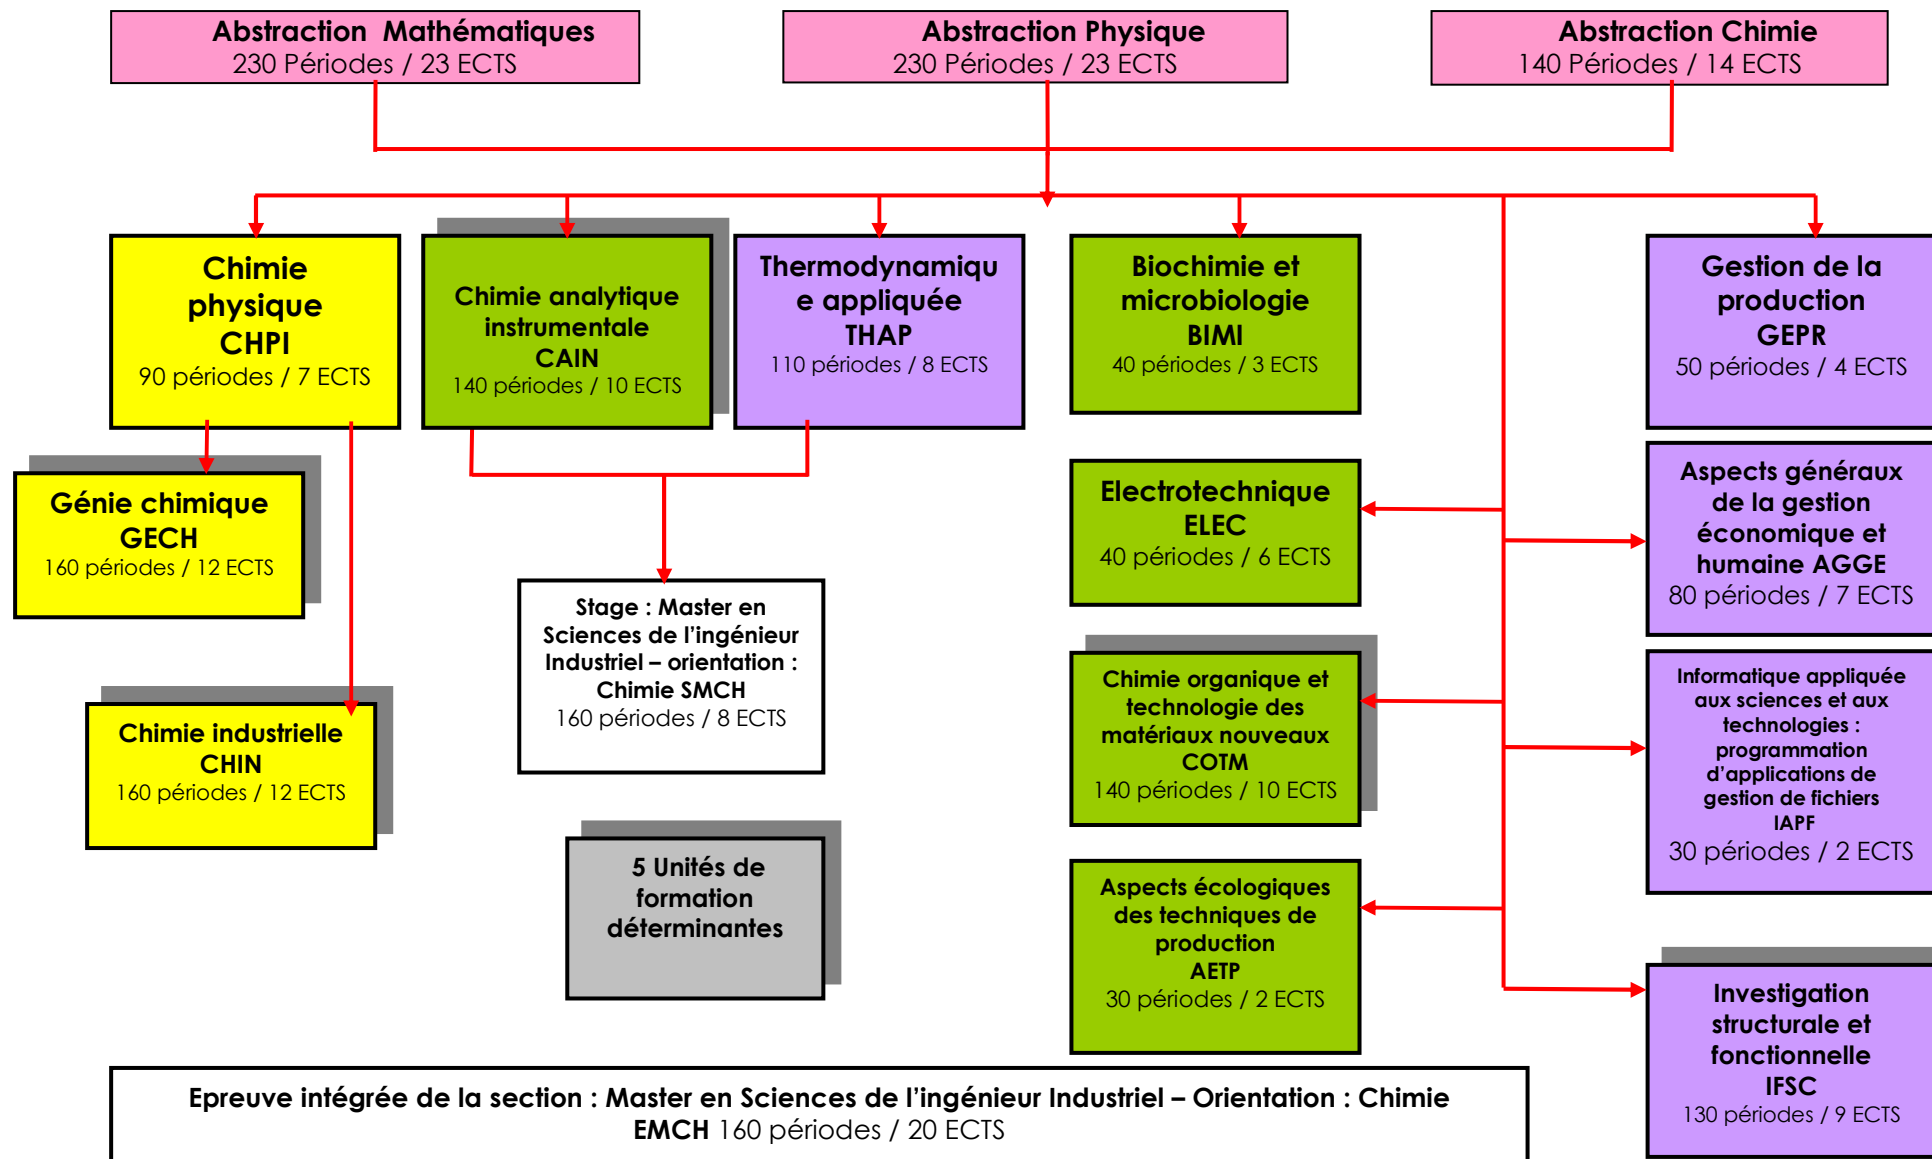 Abstraction Mathématiques
230 Périodes / 23 ECTS
Abstraction Physique
230 Périodes / 23 ECTS
Abstraction Chimie
140 Périodes / 14 ECTS
Chimie
physique
CHPI
90 périodes / 7 ECTS
Chimie analytique
instrumentale
CAIN
140 périodes / 10 ECTS
Thermodynamiqu
e appliquée
THAP
110 périodes / 8 ECTS
Biochimie et
microbiologie
BIMI
40 périodes / 3 ECTS
Gestion de la
production
GEPR
50 périodes / 4 ECTS
Génie chimique
GECH
160 périodes / 12 ECTS
Electrotechnique
ELEC
40 périodes / 6 ECTS
Aspects généraux
de la gestion
économique et
humaine AGGE
80 périodes / 7 ECTS
Stage : Master en
Sciences de l’ingénieur
Industriel – orientation :
Chimie SMCH
160 périodes / 8 ECTS
Chimie industrielle
CHIN
160 périodes / 12 ECTS
Chimie organique et
technologie des
matériaux nouveaux
COTM
140 périodes / 10 ECTS
Informatique appliquée
aux sciences et aux
technologies :
programmation
d’applications de
gestion de fichiers
IAPF
30 périodes / 2 ECTS
5 Unités de
formation
déterminantes
Aspects écologiques
des techniques de
production
AETP
30 périodes / 2 ECTS
Investigation
structurale et
fonctionnelle
IFSC
130 périodes / 9 ECTS
Epreuve intégrée de la section : Master en Sciences de l’ingénieur Industriel – Orientation : Chimie
EMCH 160 périodes / 20 ECTS